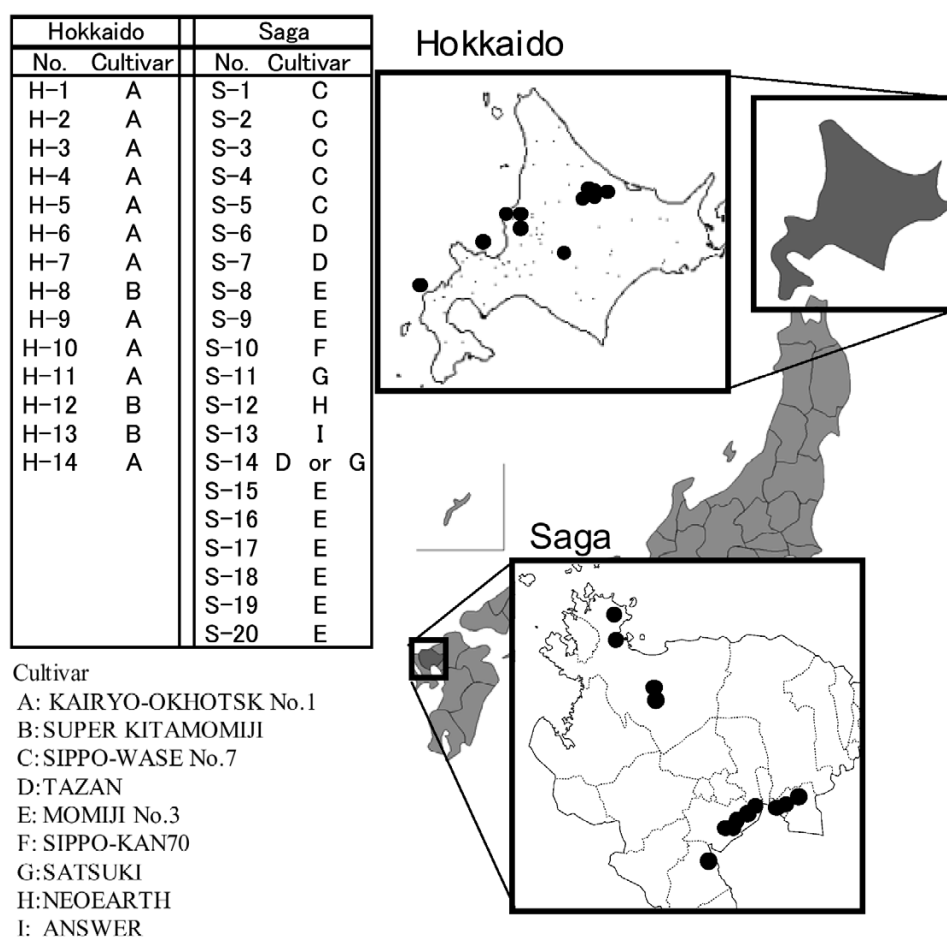 Hokkaido Saga
No. Cultivar No. Cultivar
H-1 A S-1 C
H-2 A S-2 C
H-3 A S-3 C
H-4 A S-4 C
H-5 A S-5 C
H-6 A S-6 D
H-7 A S-7 D
H-8 B S-8 E
H-9 A S-9 E
H-10 A S-10 F
H-11 A S-11 G
H-12 B S-12 H
H-13 B S-13 I
H-14 A S-14 D or G
S-15 E
S-16 E
S-17 E
S-18 E
S-19 E
S-20 E
Cultivar
A: KAIRYO-OKHOTSK No.1
B:SUPER KITAMOMIJI
C:SIPPO-WASE No.7
D:TAZAN
E: MOMIJI No.3
F: SIPPO-KAN70
G:SATSUKI
H:NEOEARTH
I: ANSWER
Hokkaido
Saga